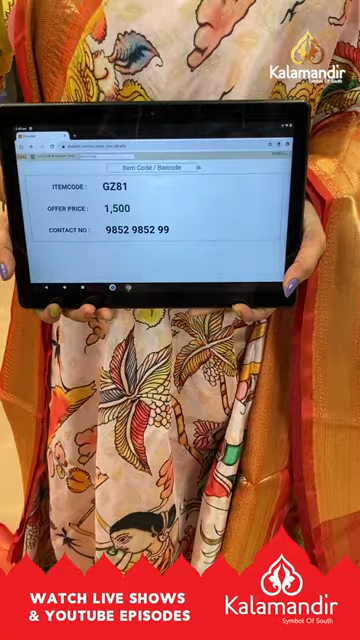 Kalamandir
Symbol Of South
Item Code / Barcode
ITEMCODE : GZ81
OFFER PRICE : 1,500
CONTACT NO : 9852 9852 99
WATCH LIVE SHOWS
& YOUTUBE EPISODES
Kalamandir
Symbol Of South